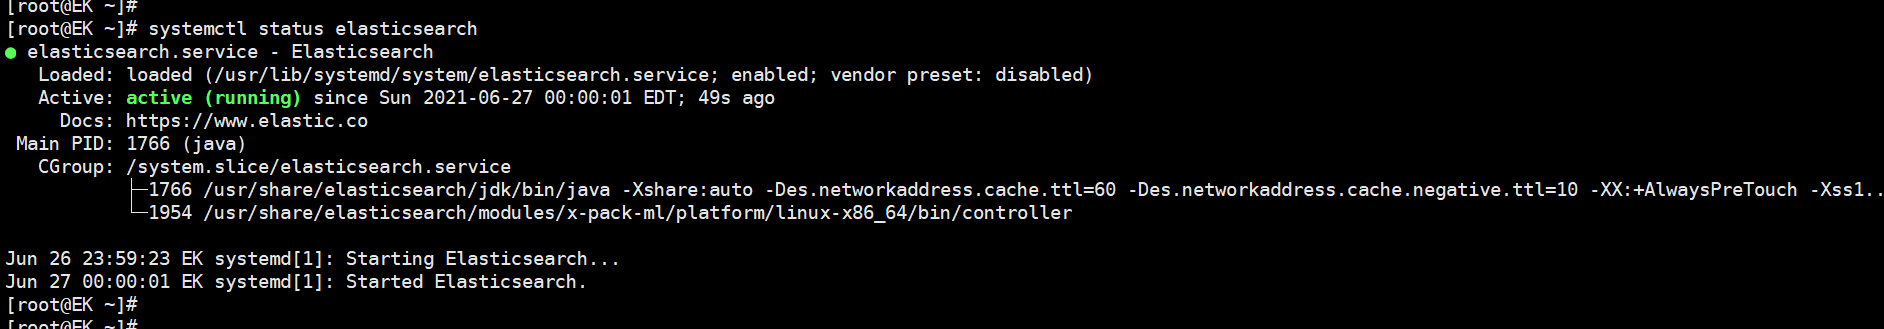 [root@EK ~]#
[root@EK ~]# systemctl status elasticsearch
● elasticsearch.service - Elasticsearch
   Loaded: loaded (/usr/lib/systemd/system/elasticsearch.service; enabled; vendor preset: disabled)
   Active: active (running) since Sun 2021-06-27 00:00:01 EDT; 49s ago
     Docs: https://www.elastic.co
 Main PID: 1766 (java)
   CGroup: /system.slice/elasticsearch.service
           ├─1766 /usr/share/elasticsearch/jdk/bin/java -Xshare:auto -Des.networkaddress.cache.ttl=60 -Des.networkaddress.cache.negative.ttl=10 -XX:+AlwaysPreTouch -Xss1..
           └─1954 /usr/share/elasticsearch/modules/x-pack-ml/platform/linux-x86_64/bin/controller

Jun 26 23:59:23 EK systemd[1]: Starting Elasticsearch...
Jun 27 00:00:01 EK systemd[1]: Started Elasticsearch.
[root@EK ~]#
[root@EK ~]#